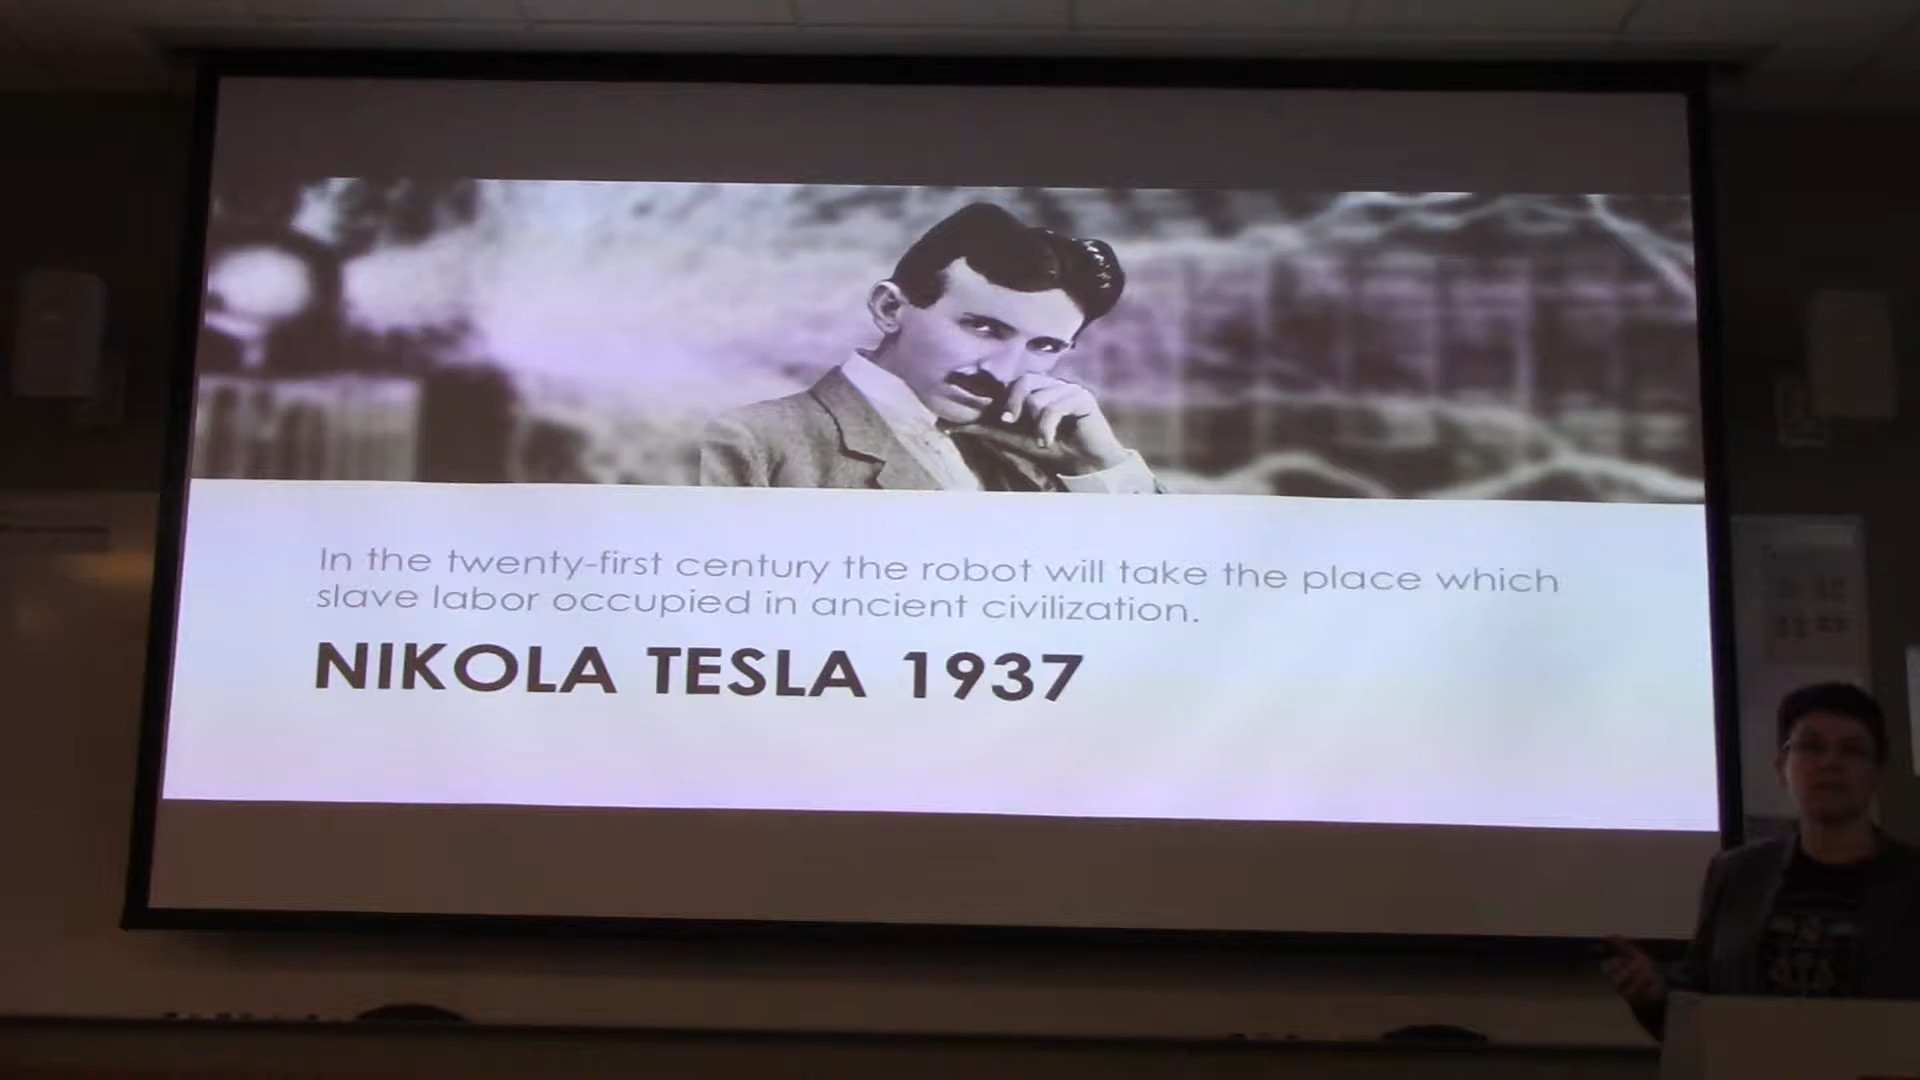 In the twenty-first century the robot will take the place which
slave labor occupied in ancient civilization.
NIKOLA TESLA 1937